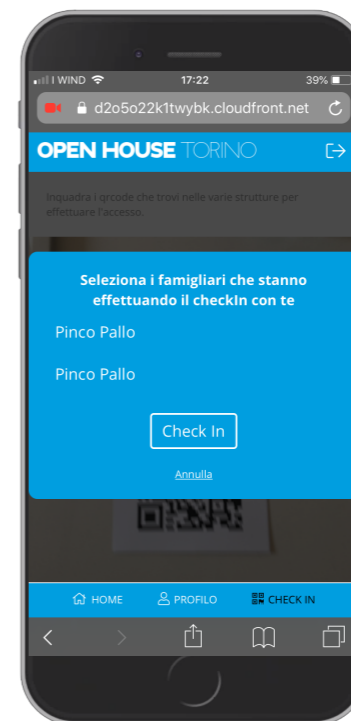 I WIND 17:22 39%
d2o5o22k1twybk.cloudfront.net
OPEN HOUSE TORINO
Inquadra i qrcode che trovi nelle varie strutture per
effettuare l'accesso.
Seleziona i famigliari che stanno
effettuando il checkIn con te
Pinco Pallo
Pinco Pallo
Check In
Annulla
HOME PROFILO CHECK IN